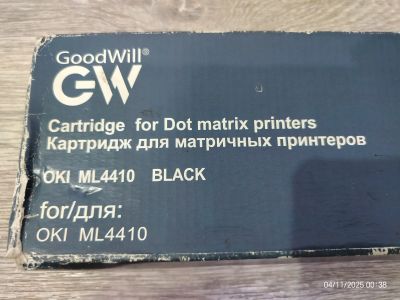 GoodWill®
GW
Cartridge for Dot matrix printers
Картридж для матричных принтеров
OKI ML4410 BLACK
for/для:
OKI ML4410
04/11/2025 00:38